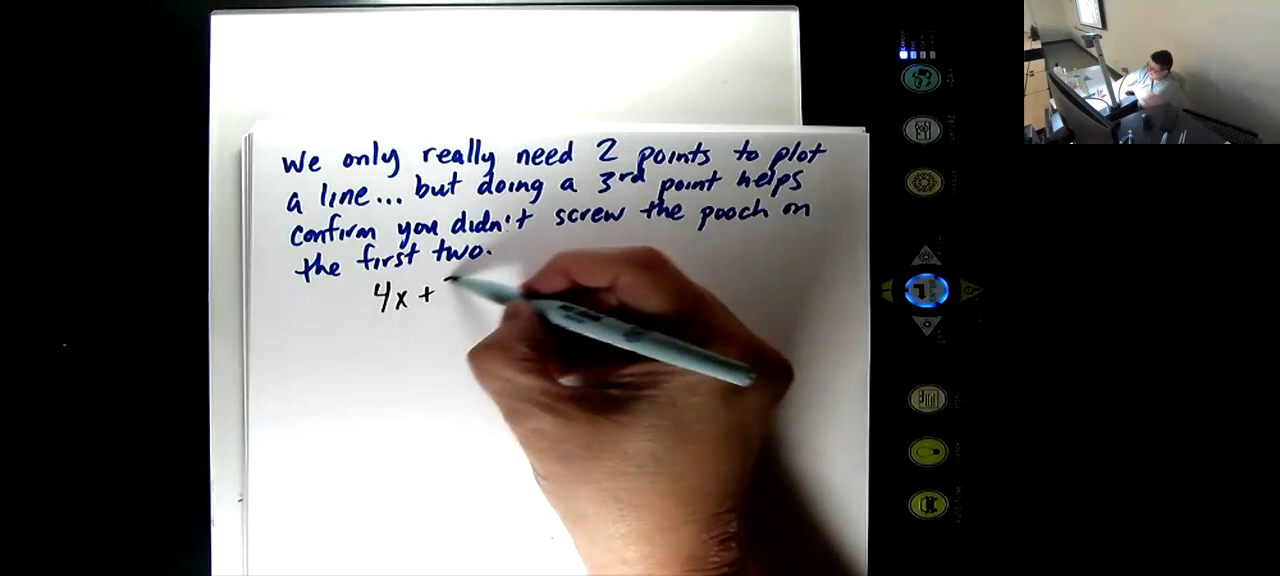 We only really need 2 points to plot
a line... but doing a 3rd point helps
confirm you didn't screw the pooch on
the first two.
4x +